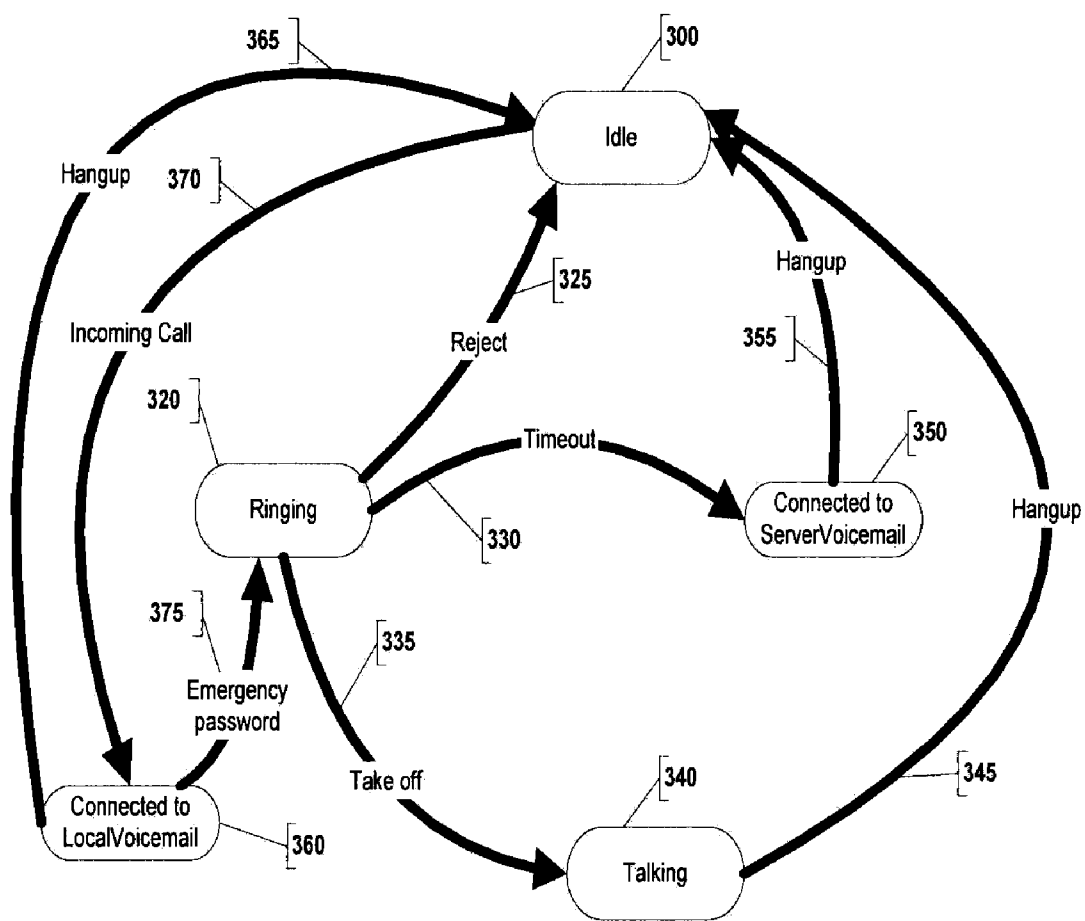 365
300
Idle
Hangup
370
Hangup
325
Incoming Call
Reject
355
320
Timeout
350
Ringing
Connected to
ServerVoicemail
Hangup
330
375
335
Emergency
password
Take off
340
345
Connected to
LocalVoicemail
360
Talking